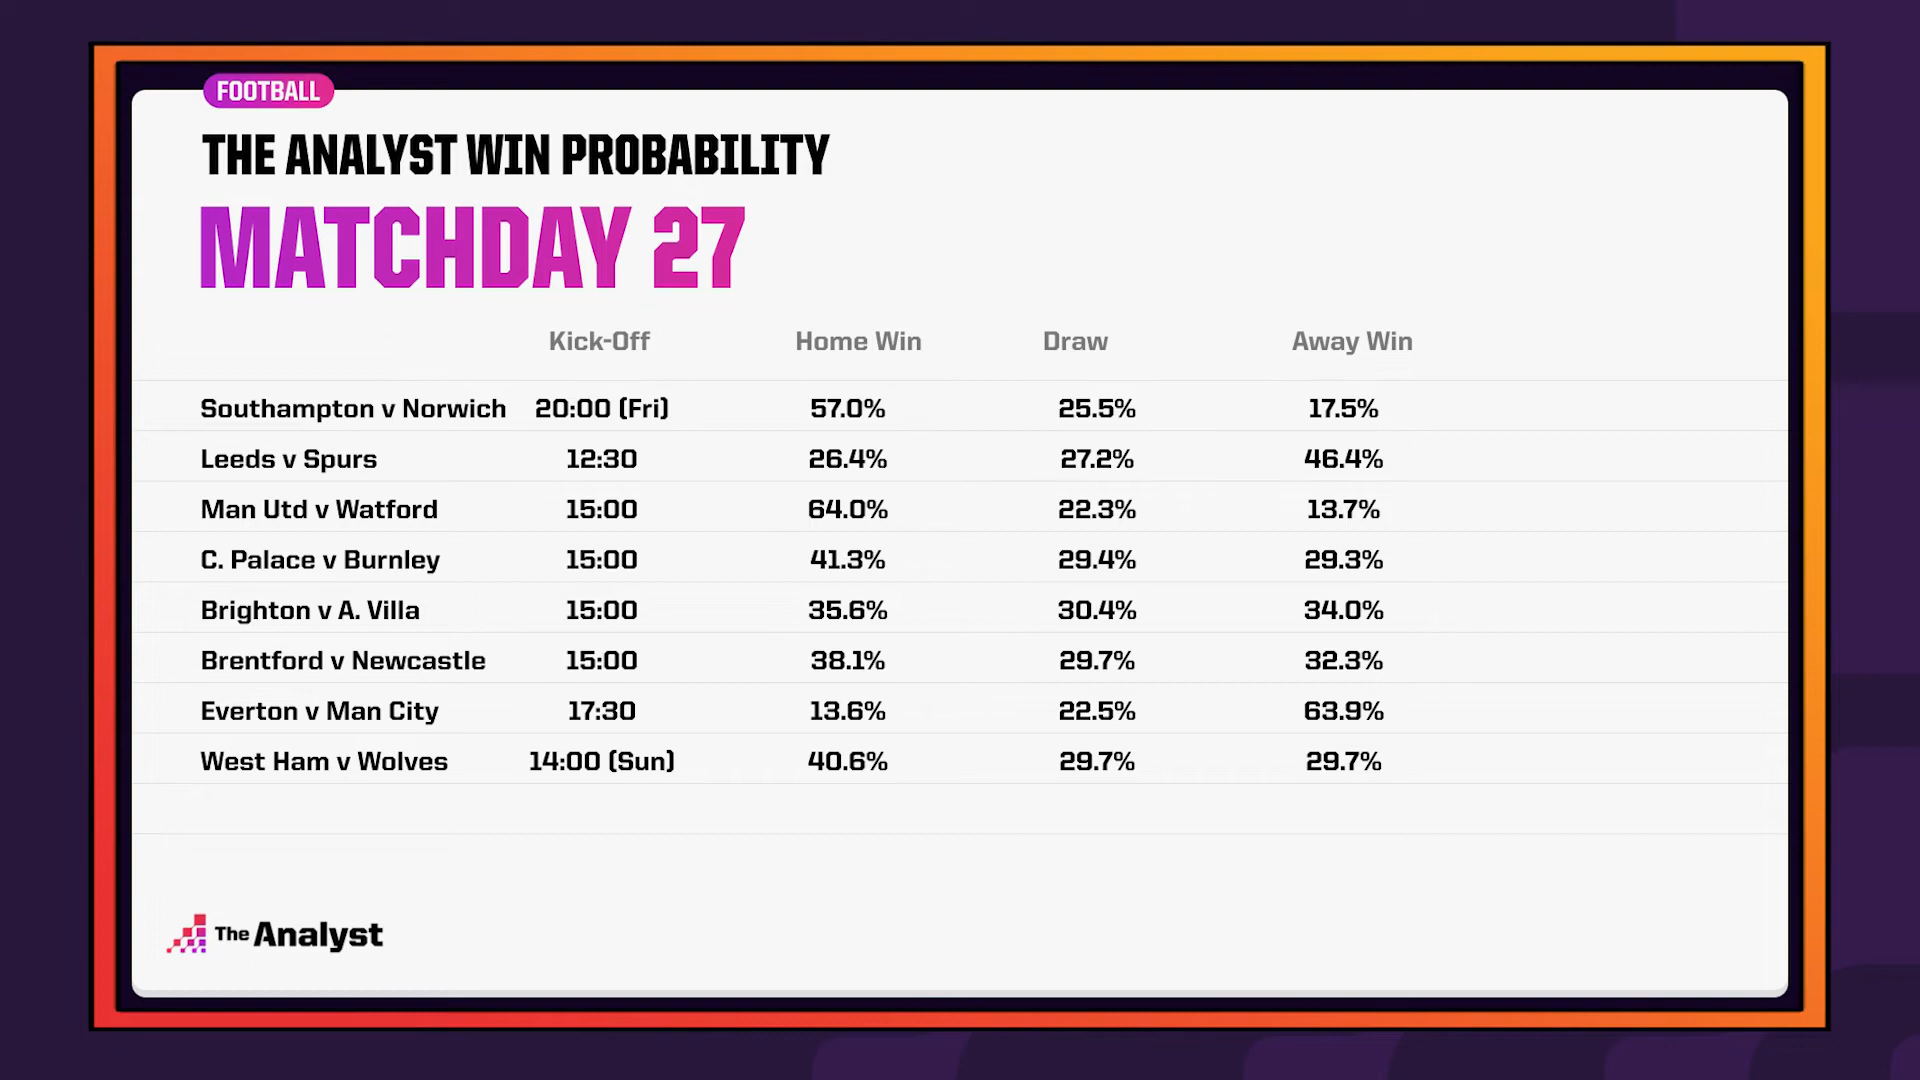 FOOTBALL
THE ANALYST WIN PROBABILITY
MATCHDAY 27
Kick-Off Home Win Draw Away Win
Southampton v Norwich 20:00 (Fri) 57.0% 25.5% 17.5%
Leeds v Spurs 12:30 26.4% 27.2% 46.4%
Man Utd v Watford 15:00 64.0% 22.3% 13.7%
C. Palace v Burnley 15:00 41.3% 29.4% 29.3%
Brighton v A. Villa 15:00 35.6% 30.4% 34.0%
Brentford v Newcastle 15:00 38.1% 29.7% 32.3%
Everton v Man City 17:30 13.6% 22.5% 63.9%
West Ham v Wolves 14:00 (Sun) 40.6% 29.7% 29.7%
The Analyst